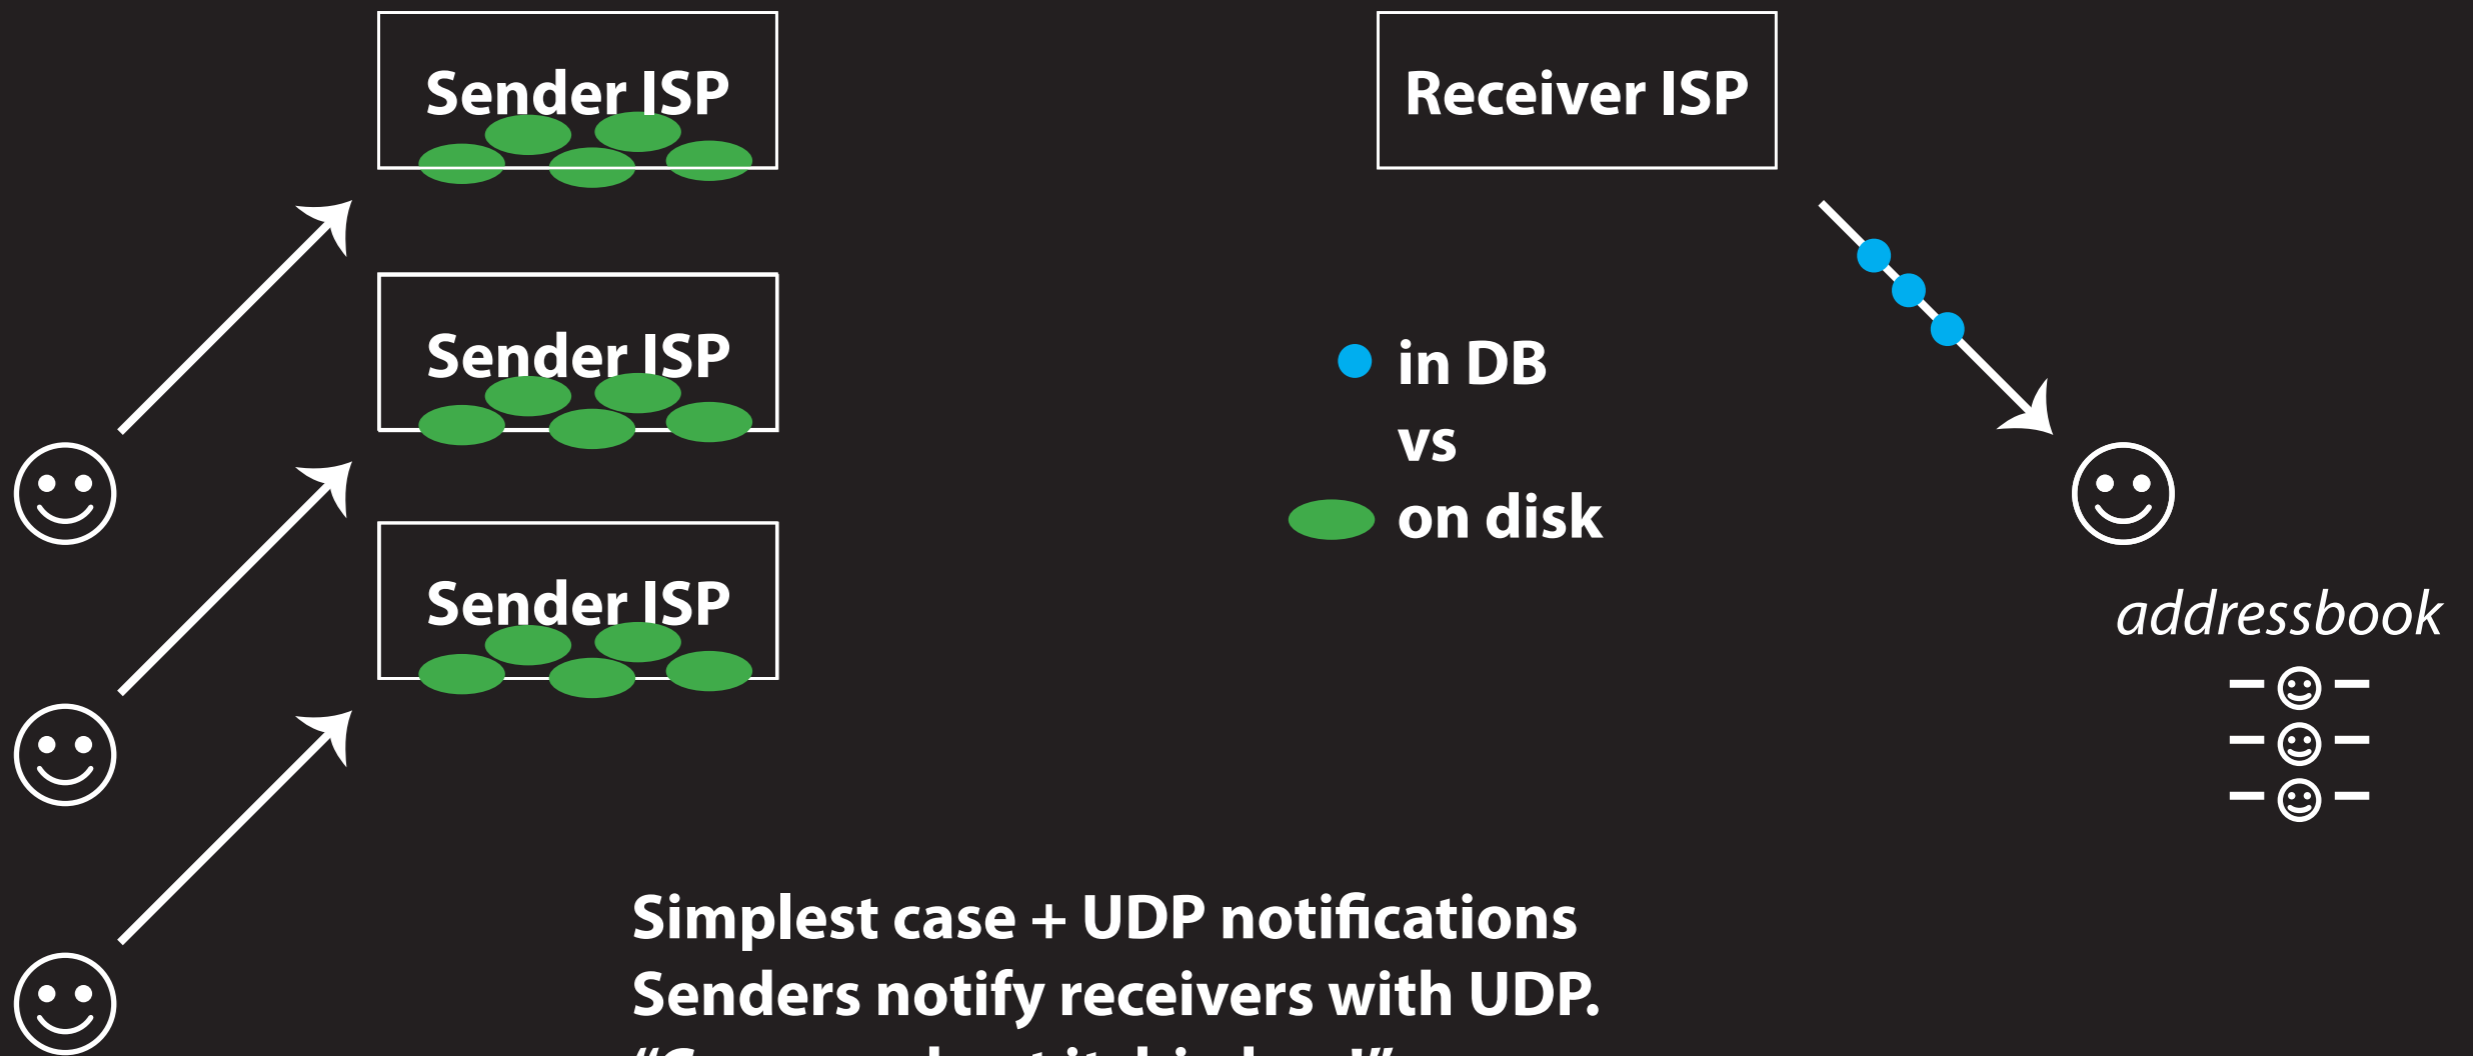 Sender ISP
Receiver ISP
Sender ISP
in DB
vs
on disk
Sender ISP
addressbook
Simplest case + UDP notifications
Senders notify receivers with UDP.